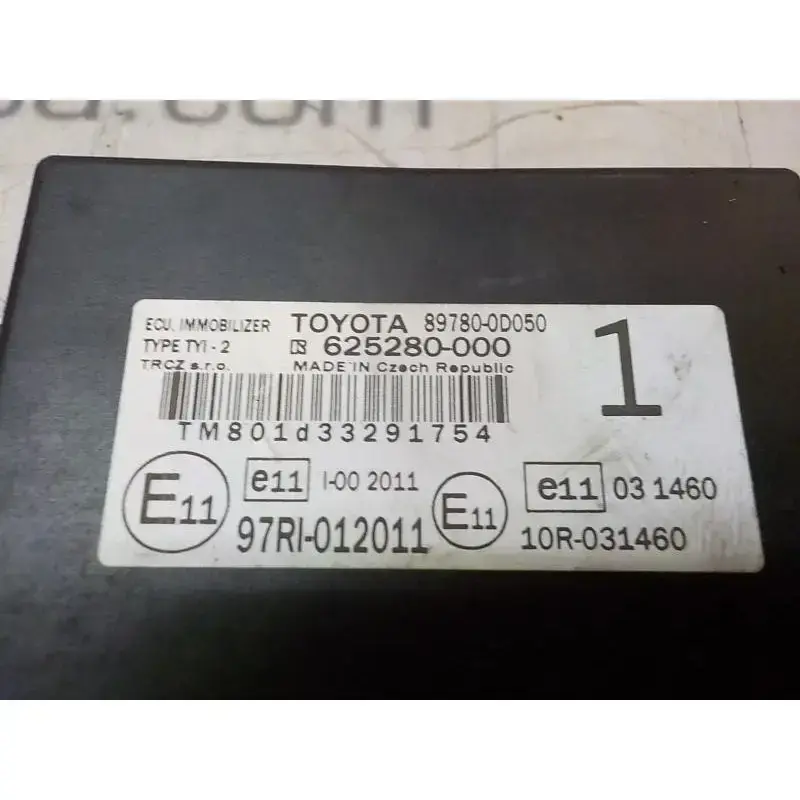 .com
ECU, IMMOBILIZER TOYOTA 89780-0D050
TYPE TYI - 2 625280-000
TRCZ s.r.o. MADE IN Czech Republic
1
TM801d33291754
E11 e11 I-00 2011 E11 e11 03 1460
97RI-012011 10R-031460